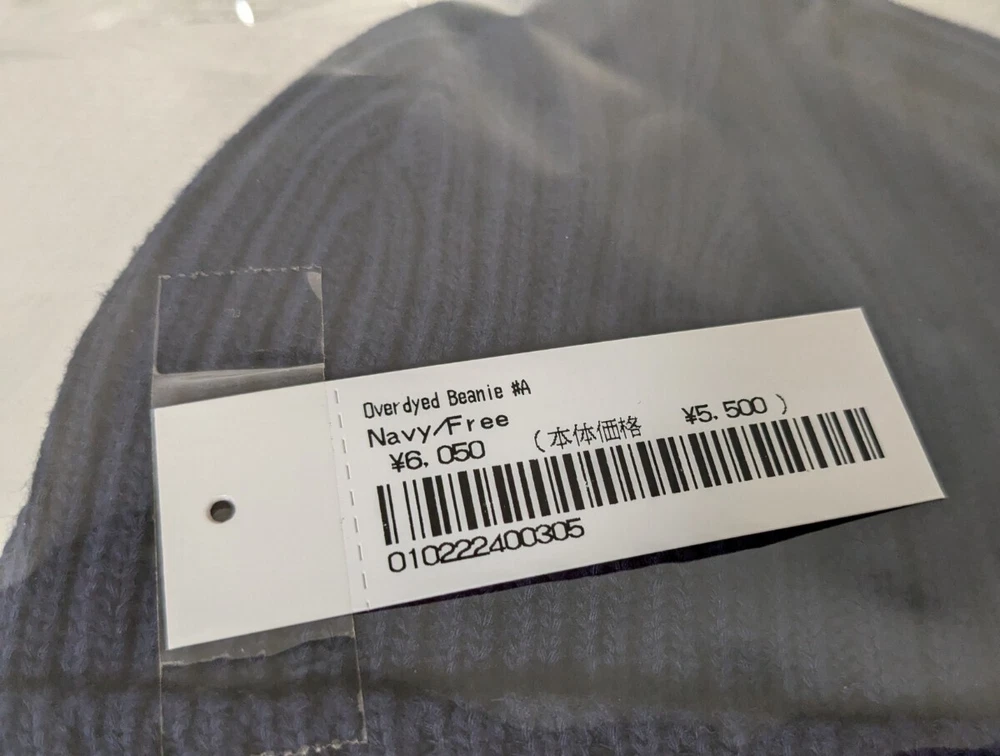 Overdyed Beanie #A
Navy/Free
¥6,050 (本体価格 ¥5,500 )
010222400305